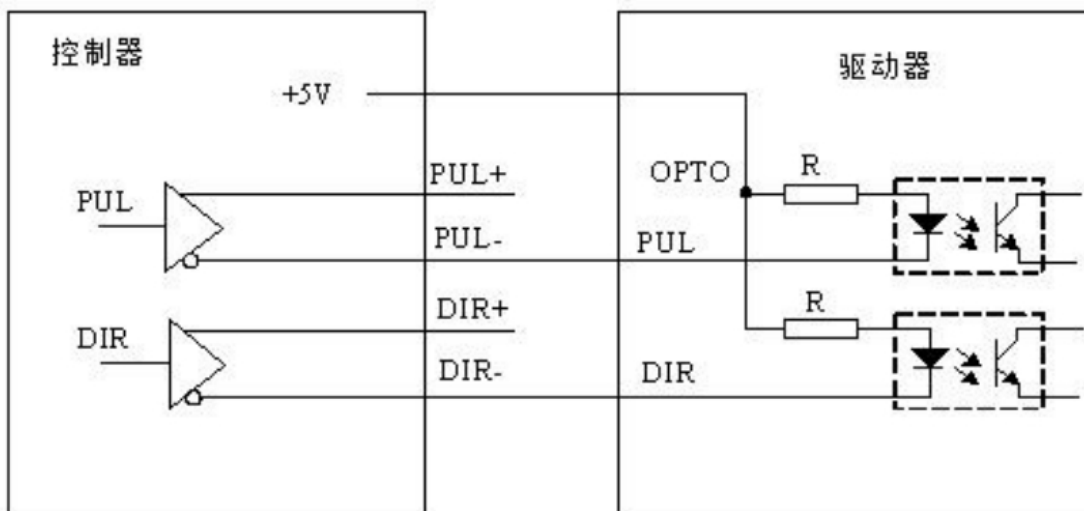 控制器
驱动器
+5V
PUL
PUL+
PUL-
OPTO
R
PUL
DIR
DIR+
DIR-
R
DIR